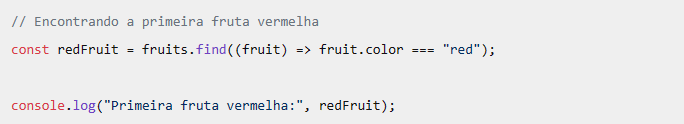 // Encontrando a primeira fruta vermelha
const redFruit = fruits.find((fruit) => fruit.color === "red");
console.log("Primeira fruta vermelha:", redFruit);